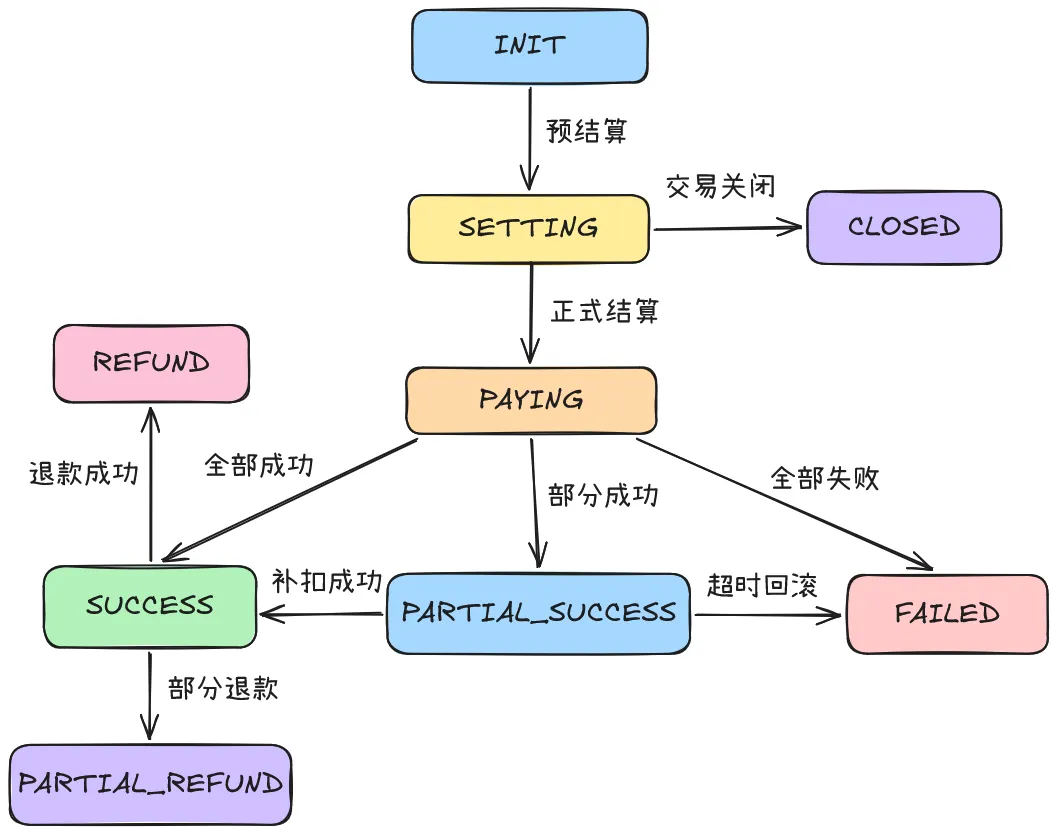 INIT
预结算
交易关闭
SETTING
CLOSED
正式结算
REFUND
PAYING
退款成功
全部成功
部分成功
全部失败
补扣成功
超时回滚
SUCCESS
PARTIAL_SUCCESS
FAILED
部分退款
PARTIAL_REFUND